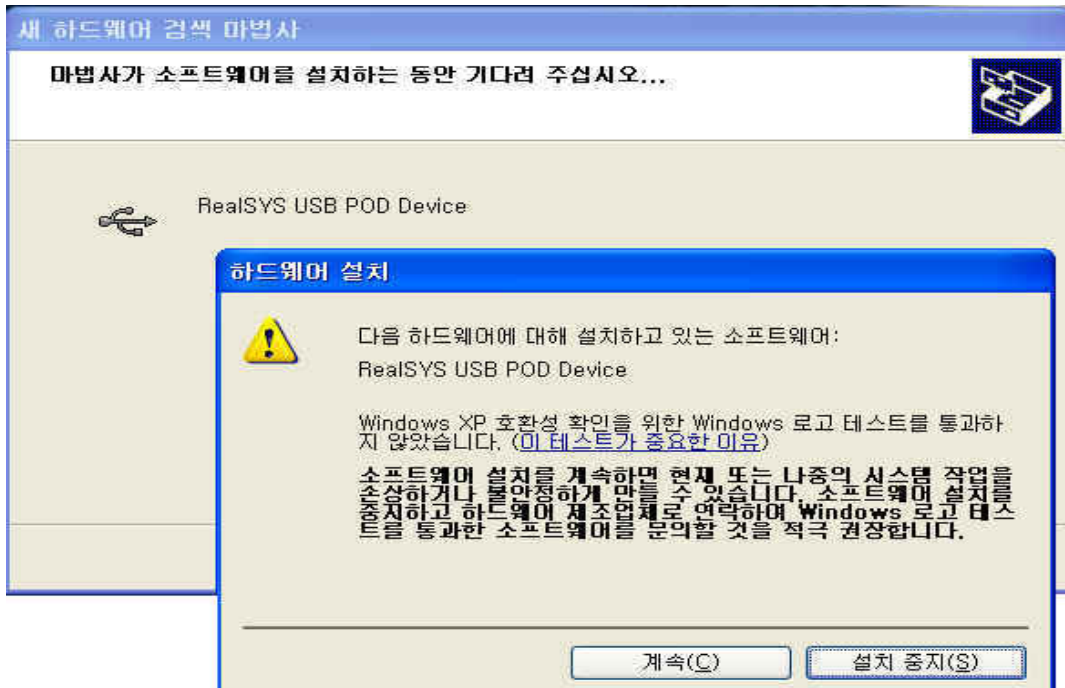 새 하드웨어 검색 마법사
마법사가 소프트웨어를 설치하는 동안 기다려 주십시오...
RealSYS USB POD Device
하드웨어 설치
다음 하드웨어에 대해 설치하고 있는 소프트웨어:
RealSYS USB POD Device
Windows XP 호환성 확인을 위한 Windows 로고 테스트를 통과하
지 않았습니다. (이 테스트가 중요한 이유)
소프트웨어 설치를 계속하면 현재 또는 나중의 시스템 작업을
손상하거나 불안정하게 만들 수 있습니다. 소프트웨어 설치를
중지하고 하드웨어 제조업체로 연락하여 Windows 로고 테스
트를 통과한 소프트웨어를 문의할 것을 적극 권장합니다.
계속(C) 설치 중지(S)